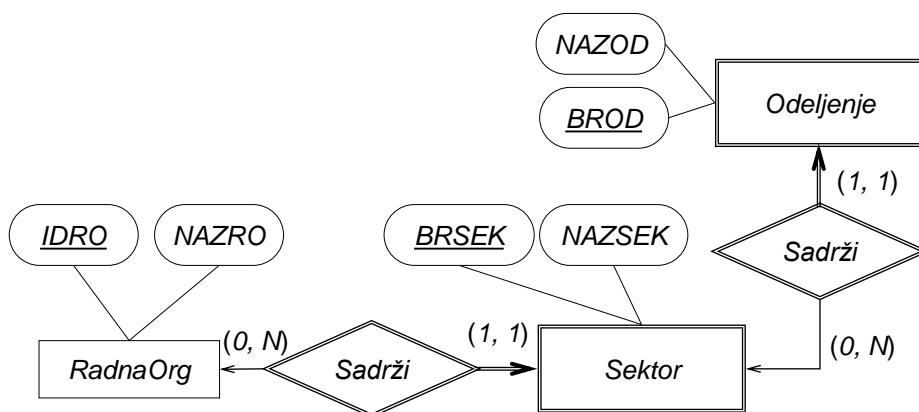 NAZOD
Odeljenje
BROD
(1, 1)
IDRO
NAZRO
BRSEK
NAZSEK
Sadrži
(0, N)
(1, 1)
(0, N)
RadnaOrg
Sadrži
Sektor